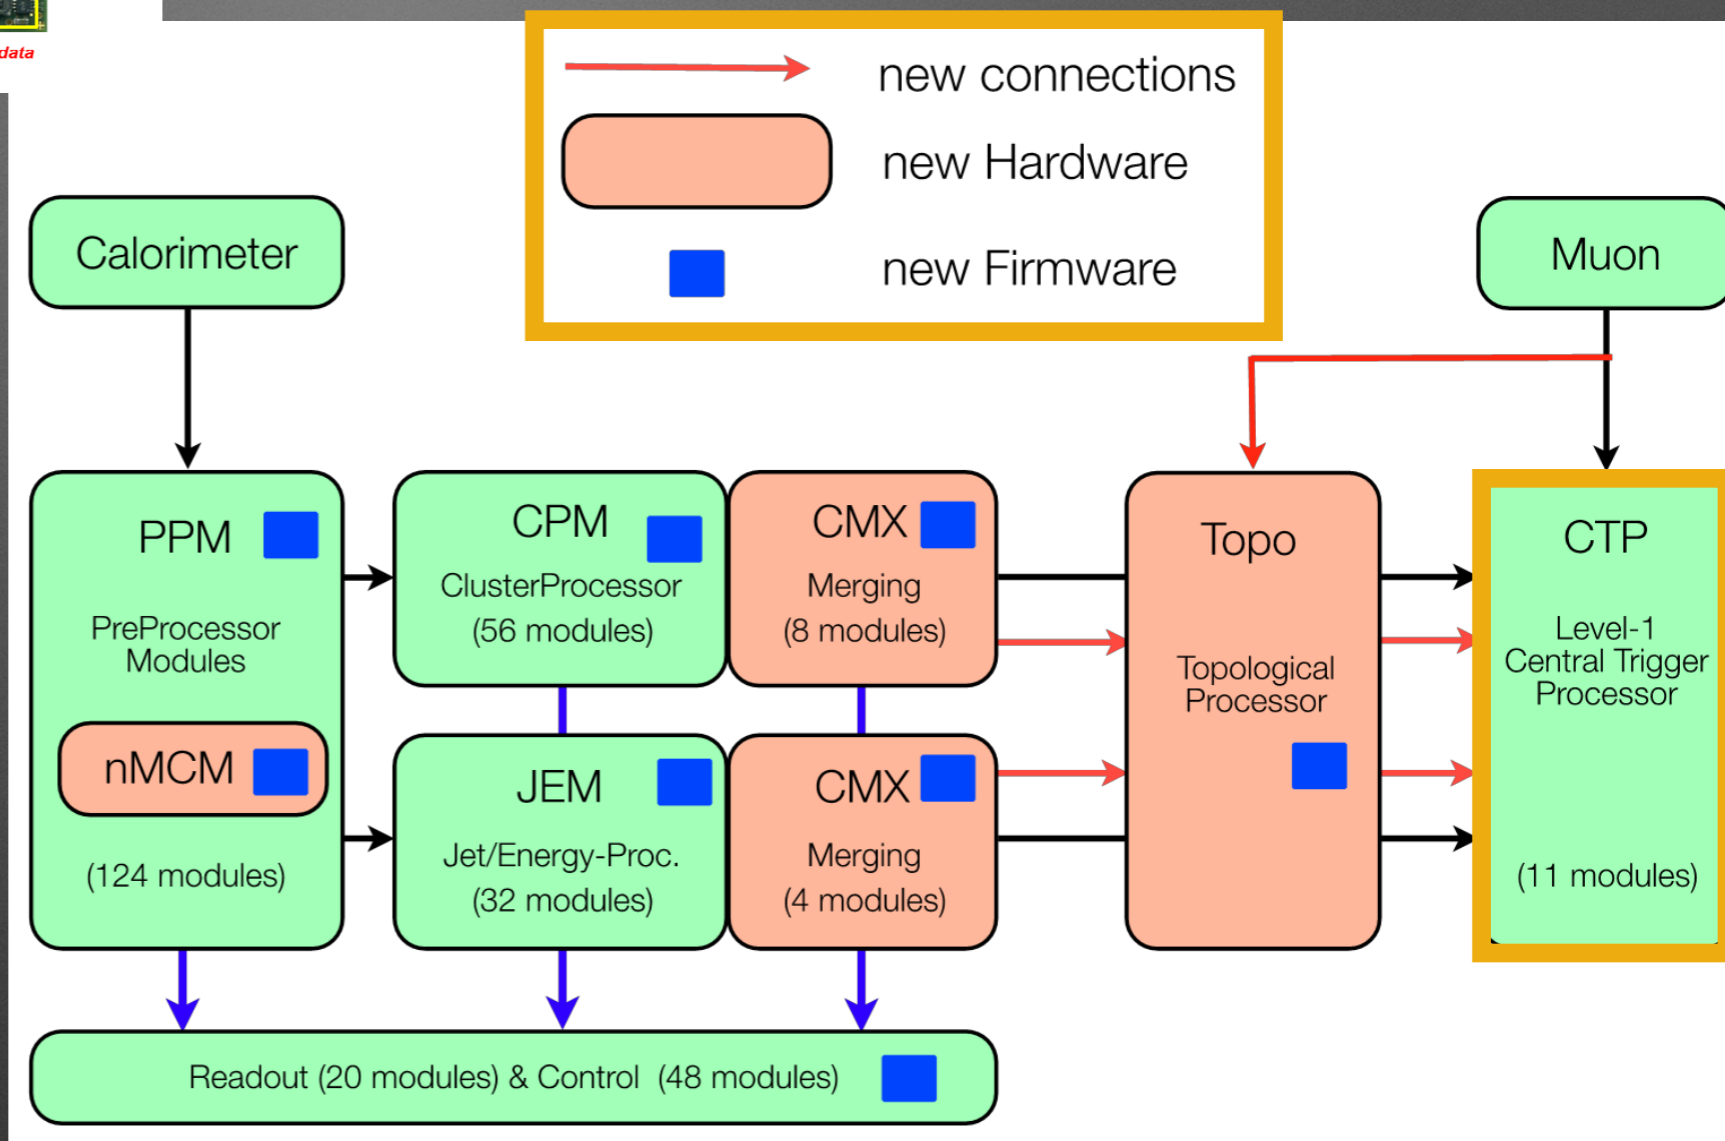 data
new connections
new Hardware
new Firmware
Calorimeter
Muon
PPM
PreProcessor
Modules
nMCM
(124 modules)
CPM
ClusterProcessor
(56 modules)
CMX
Merging
(8 modules)
JEM
Jet/Energy-Proc.
(32 modules)
CMX
Merging
(4 modules)
Topo
Topological
Processor
CTP
Level-1
Central Trigger
Processor
(11 modules)
Readout (20 modules) & Control (48 modules)